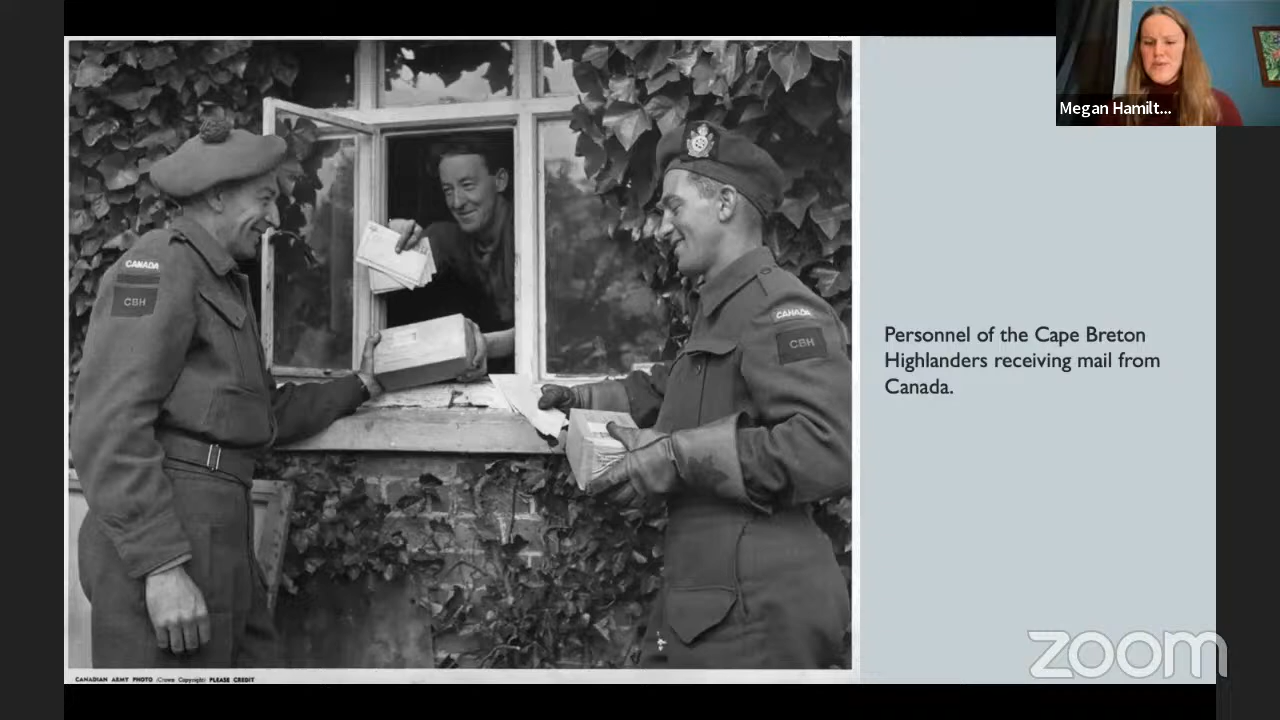 Megan Hamilt...
CANADA
CBH
CANADA
CBH
Personnel of the Cape Breton
Highlanders receiving mail from
Canada.
zoom
CANADIAN ARMY PHOTO (Crown Copyright) PLEASE CREDIT